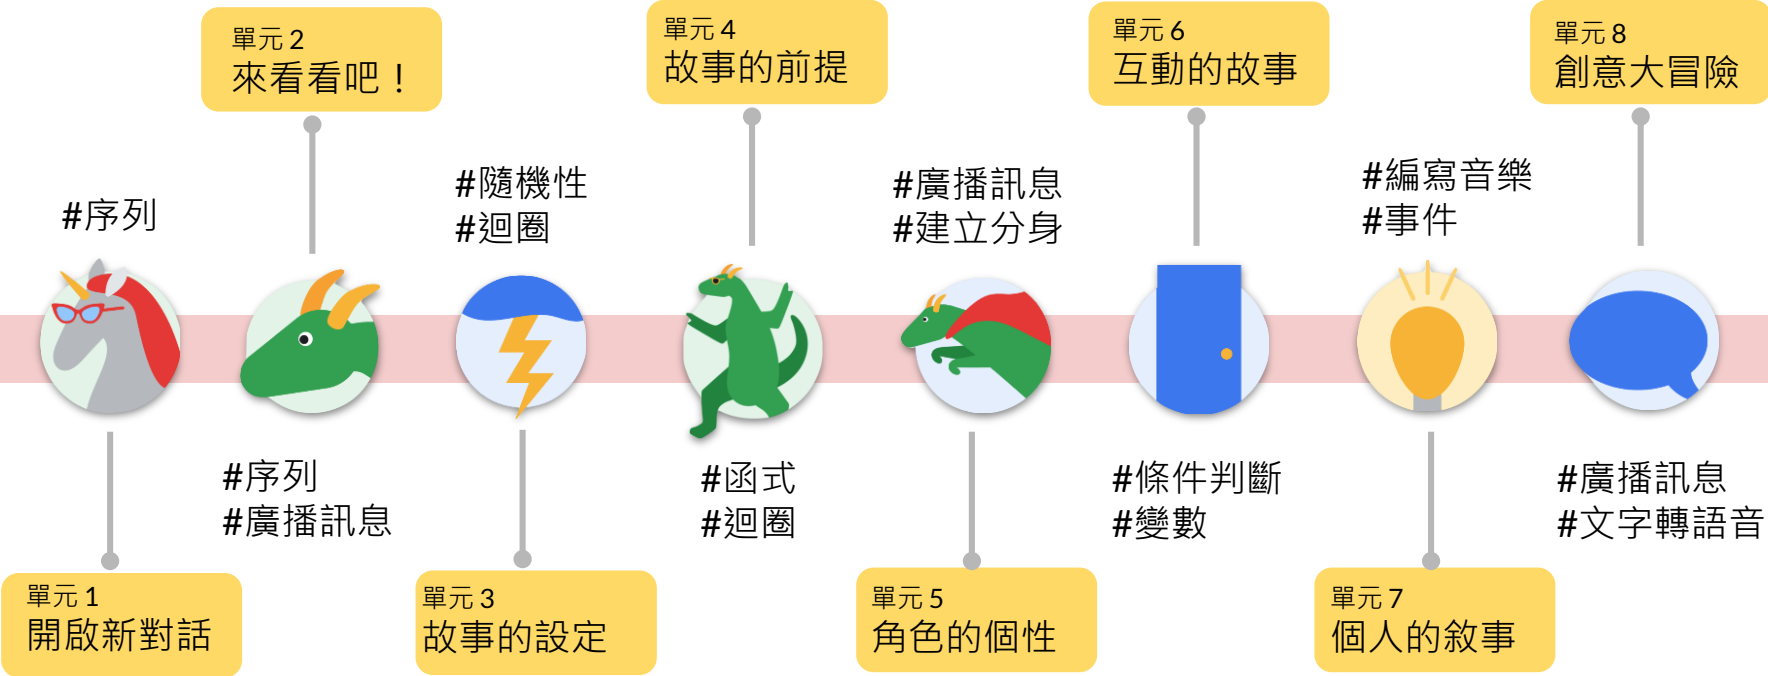 單元 1
開啟新對話
#序列
單元 2
來看看吧！
#序列
#廣播訊息
單元 3
故事的設定
#隨機性
#迴圈
單元 4
故事的前提
#函式
#迴圈
單元 5
角色的個性
#廣播訊息
#建立分身
單元 6
互動的故事
#條件判斷
#變數
單元 7
個人的敘事
#編寫音樂
#事件
單元 8
創意大冒險
#廣播訊息
#文字轉語音